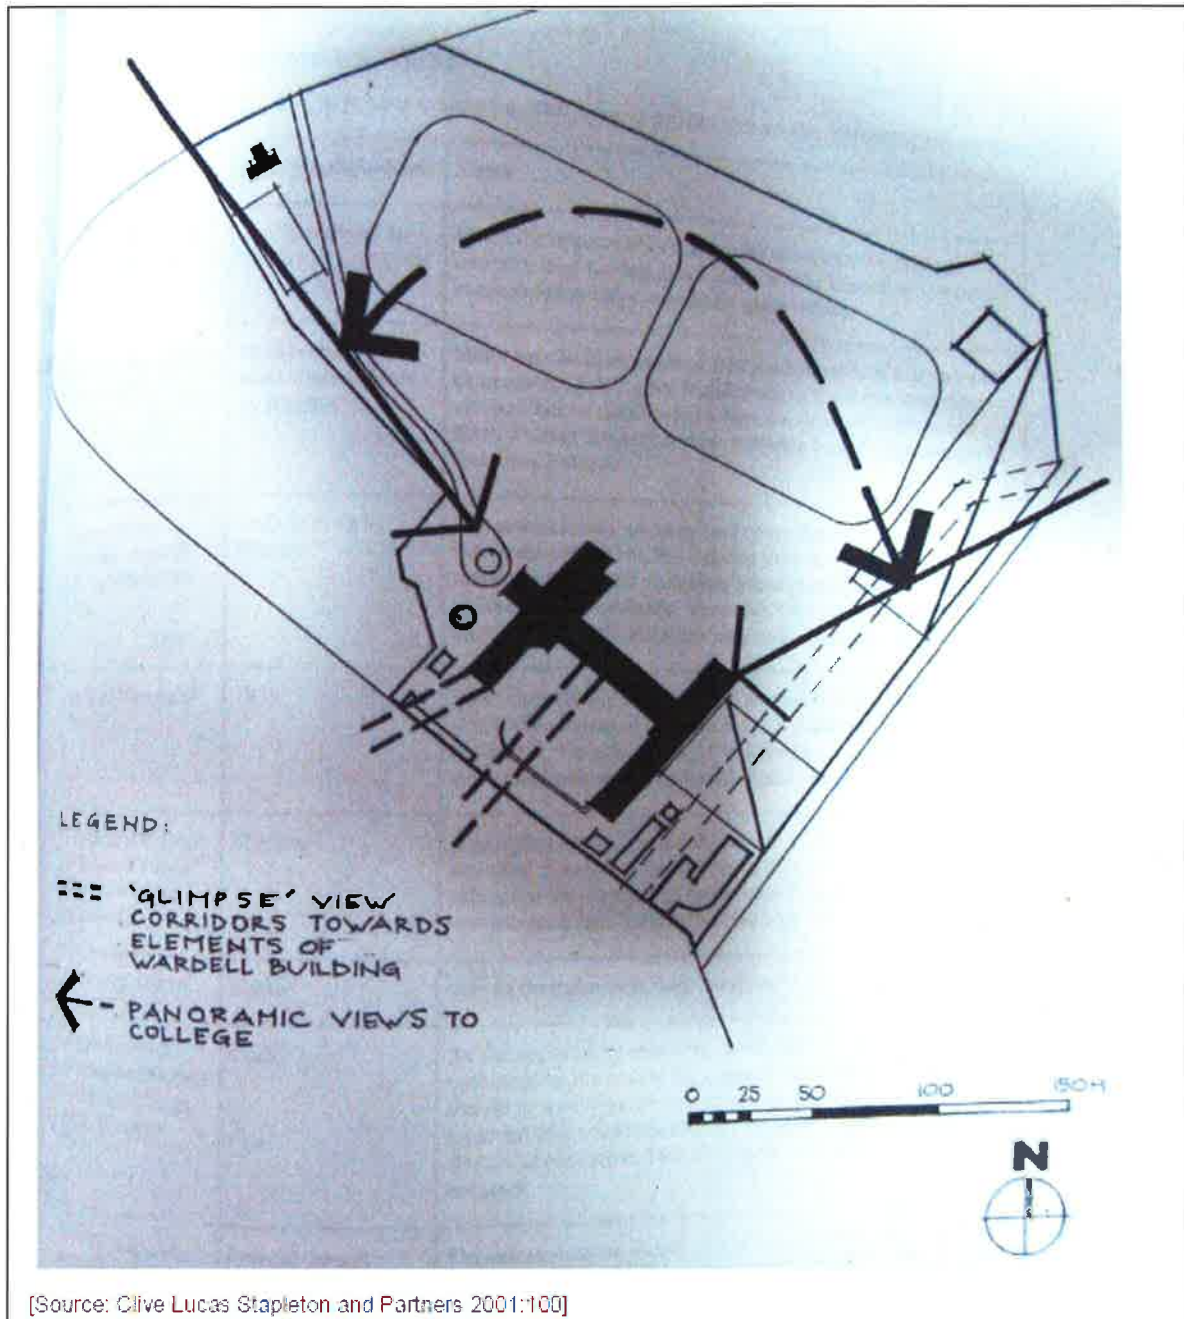 LEGEND:
'GLIMPSE' VIEW
CORRIDORS TOWARDS
ELEMENTS OF
WARDELL BUILDING
PANORAMIC VIEWS TO
COLLEGE
0 25 50 100 150M
N
[Source: Clive Lucas Stapleton and Partners 2001:100]